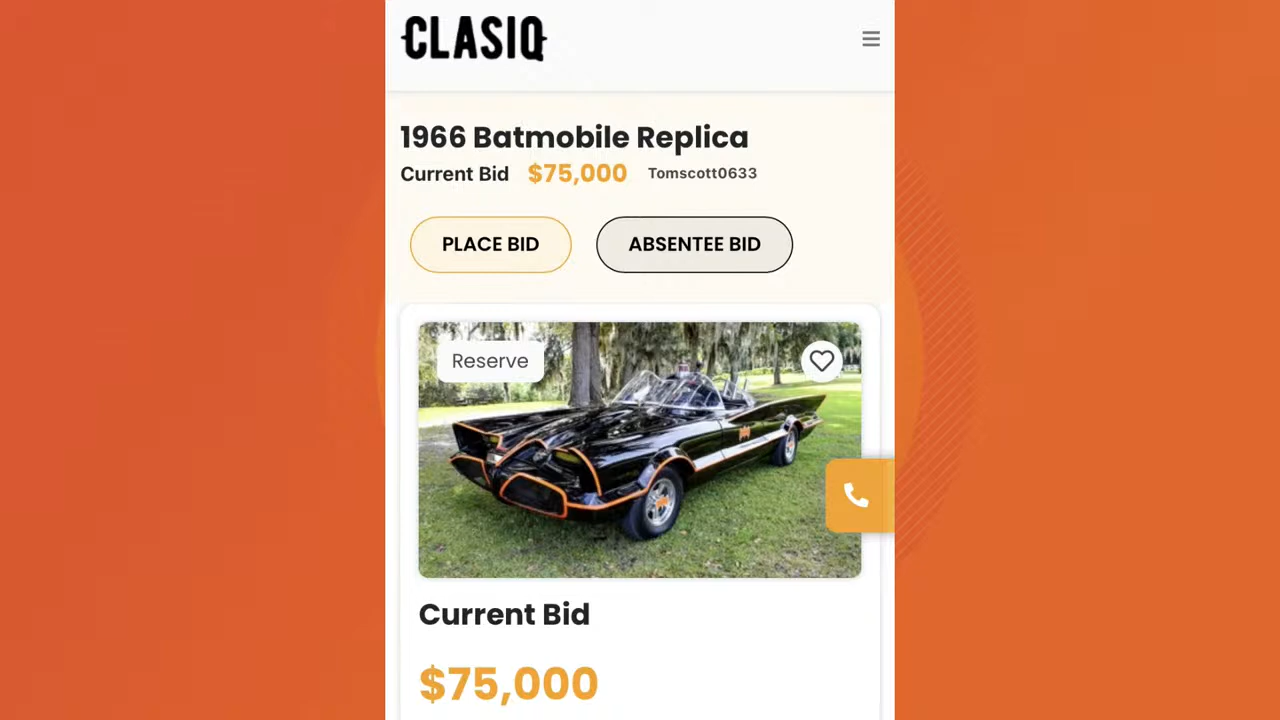 CLASIQ
1966 Batmobile Replica
Current Bid $75,000 Tomscott0633
PLACE BID ABSENTEE BID
Reserve
Current Bid
$75,000